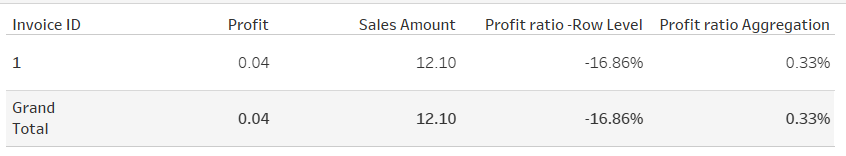 Invoice ID Profit Sales Amount Profit ratio -Row Level Profit ratio Aggregation
1 0.04 12.10 -16.86% 0.33%
Grand
Total 0.04 12.10 -16.86% 0.33%